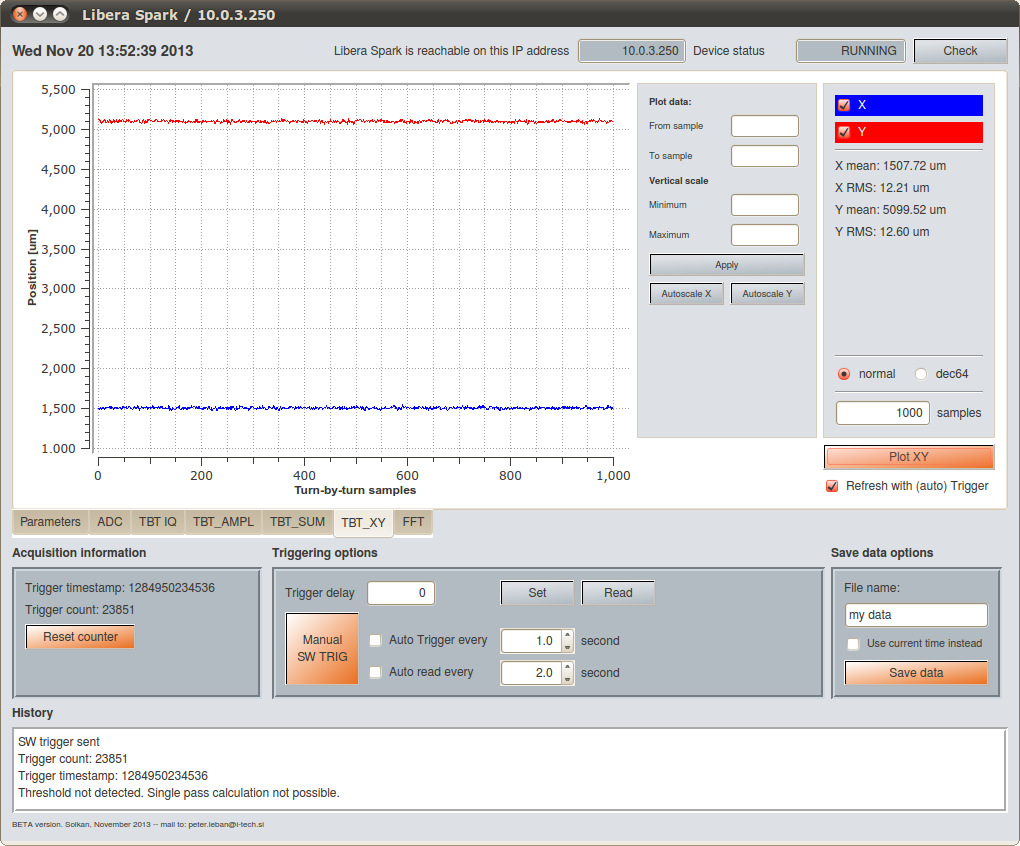 Libera Spark / 10.0.3.250
Wed Nov 20 13:52:39 2013
Libera Spark is reachable on this IP address
10.0.3.250
Device status
RUNNING
Check
5,500
5,000
4,500
4,000
3,500
3,000
2,500
2,000
1,500
1.000
Position [um]
0
200
400
600
800
1,000
Turn-by-turn samples
Plot data:
From sample
To sample
Vertical scale
Minimum
Maximum
Apply
Autoscale X
Autoscale Y
X
Y
X mean: 1507.72 um
X RMS: 12.21 um
Y mean: 5099.52 um
Y RMS: 12.60 um
normal
dec64
1000
samples
Plot XY
Refresh with (auto) Trigger
Parameters
ADC
TBT IQ
TBT_AMPL
TBT_SUM
TBT_XY
FFT
Acquisition information
Trigger timestamp: 1284950234536
Trigger count: 23851
Reset counter
Triggering options
Trigger delay
0
Set
Read
Manual
SW TRIG
Auto Trigger every
1.0
second
Auto read every
2.0
second
Save data options
File name:
my data
Use current time instead
Save data
History
SW trigger sent
Trigger count: 23851
Trigger timestamp: 1284950234536
Threshold not detected. Single pass calculation not possible.
BETA version. Solkan, November 2013 -- mail to: peter.leban@i-tech.si